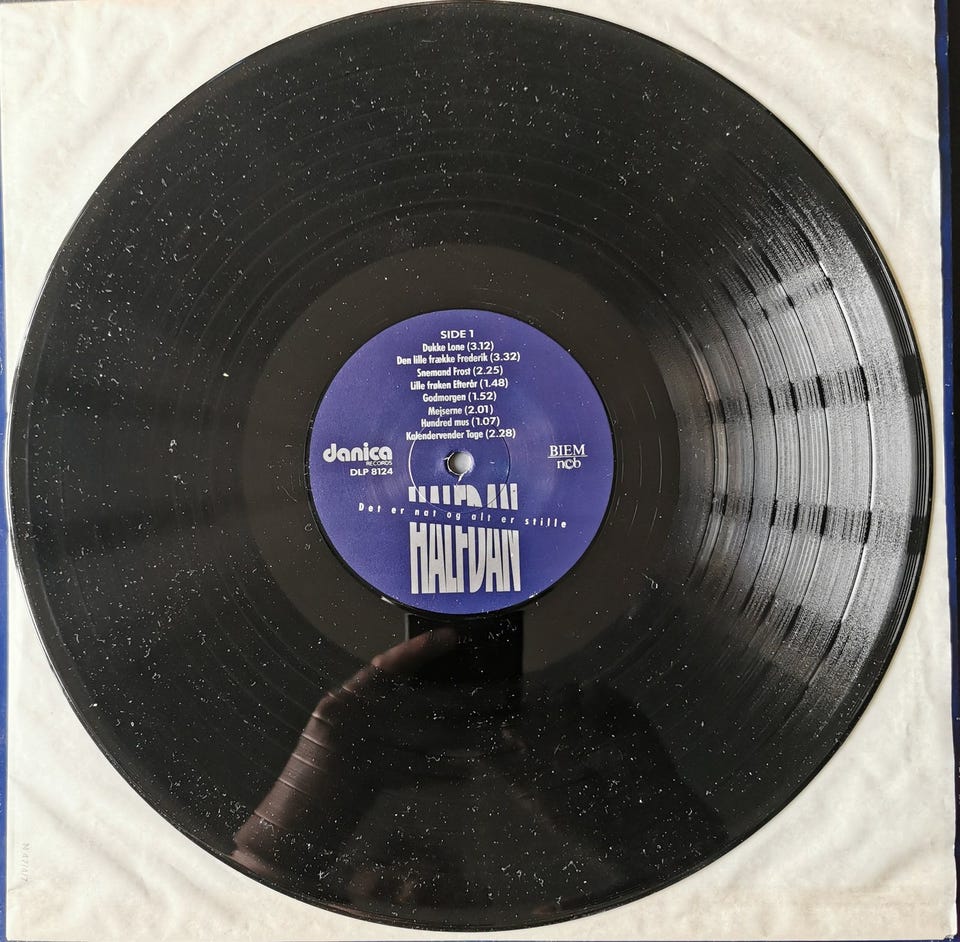 SIDE 1
Dukke Lone (3.12)
Den lille frække Frederik (3.32)
Snemand Frost (2.25)
Lille frøken Efterår (1.48)
Godmorgen (1.52)
Mejserne (2.01)
Hundred mus (1.07)
Kalendervender Tage (2.28)
danica
RECORDS
DLP 8124
BIEM
ncb
HALFDAN
Det er nat og alt er stille